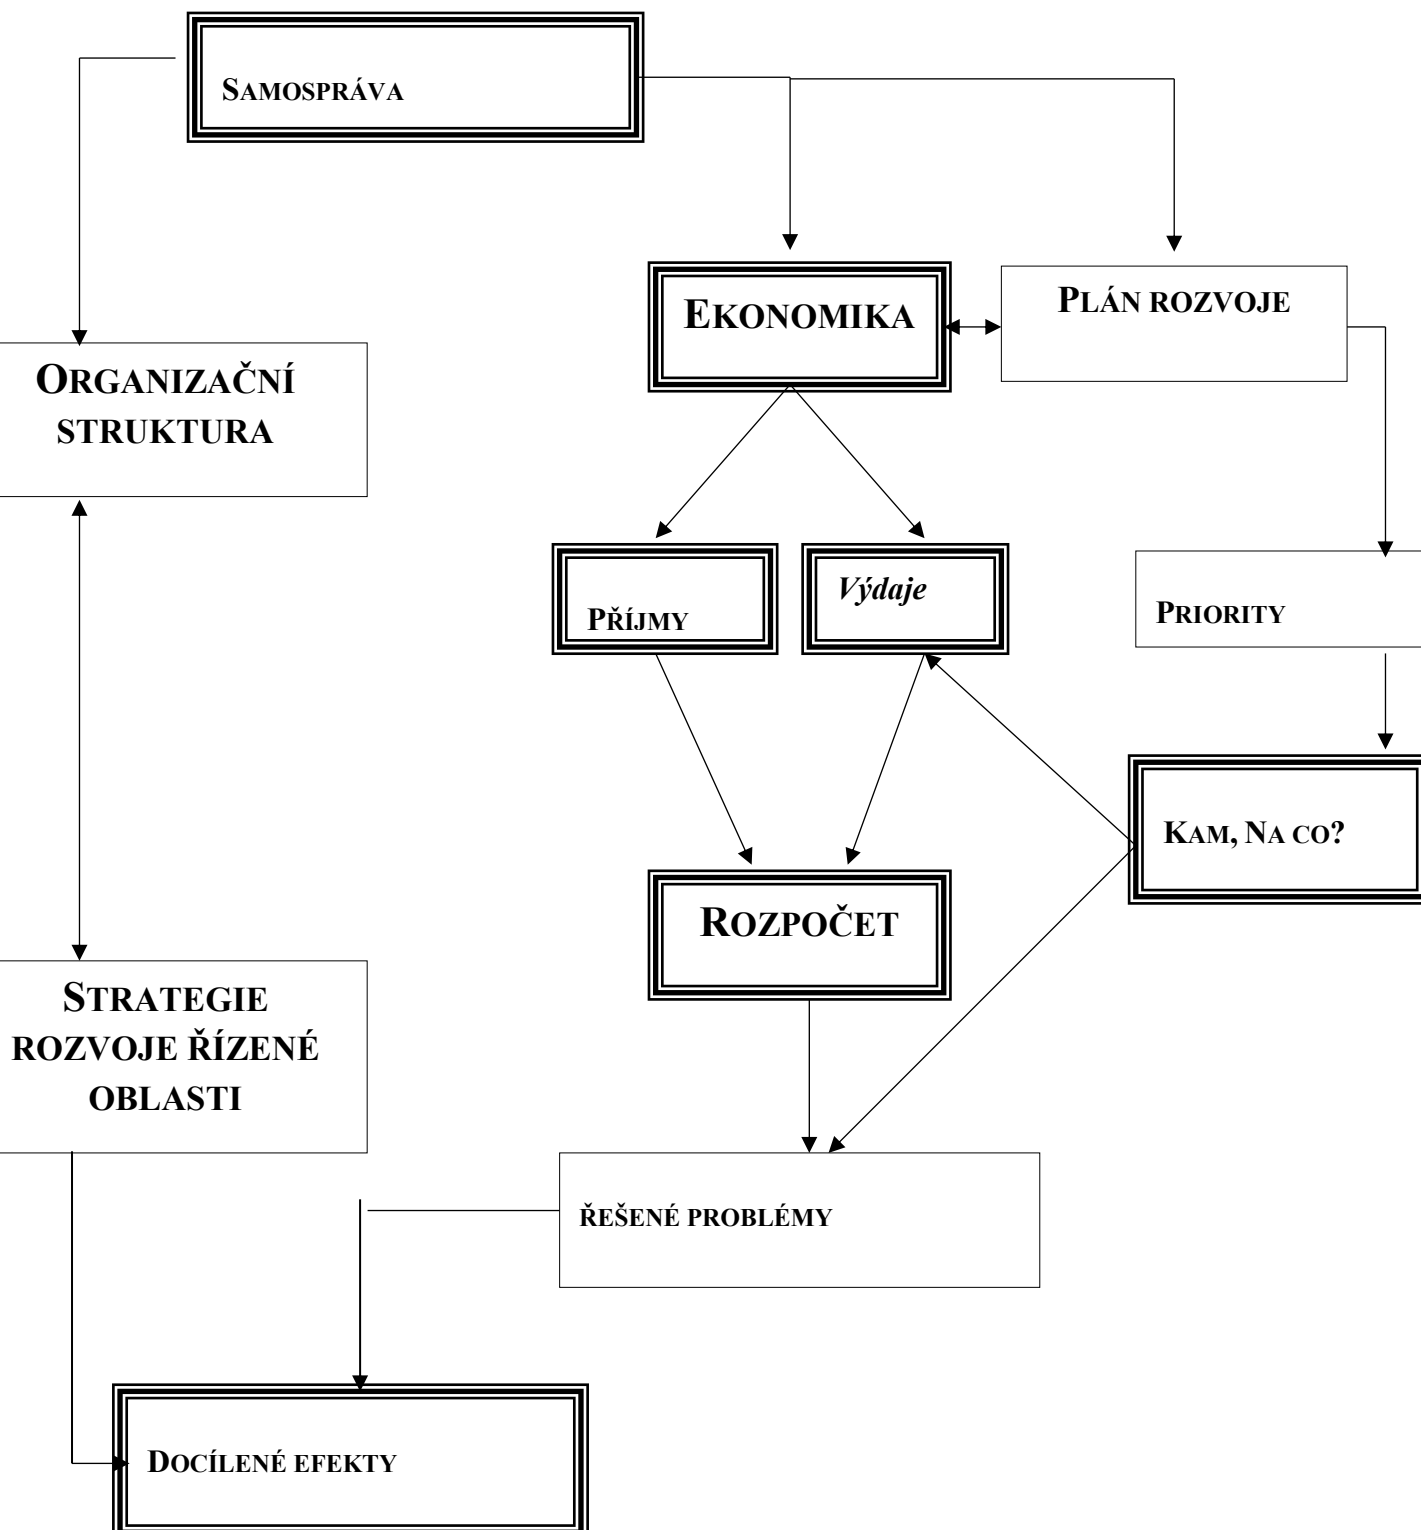 Samospráva
Ekonomika
Plán rozvoje
Organizační
struktura
Příjmy
Výdaje
Priority
Kam, Na co?
Rozpočet
Strategie
rozvoje řízené
oblasti
řešené problémy
Docílené efekty